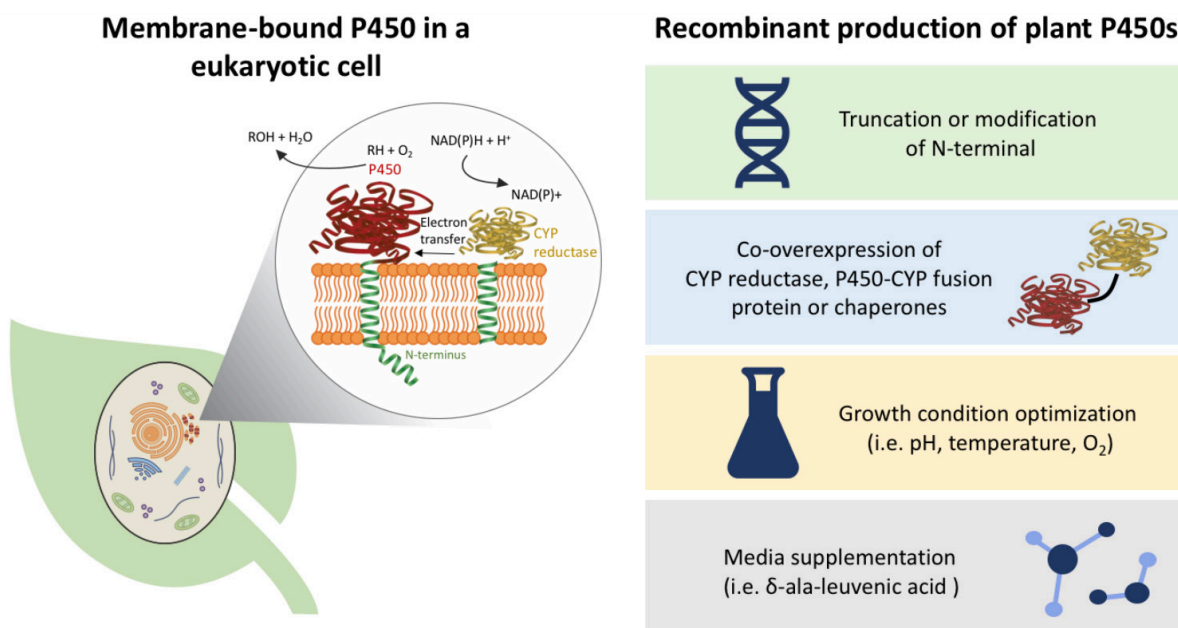 Membrane-bound P450 in a
eukaryotic cell
ROH + H₂O
RH + O₂
P450
NAD(P)H + H⁺
NAD(P)+
Electron
transfer
CYP
reductase
N-terminus
Recombinant production of plant P450s
Truncation or modification
of N-terminal
Co-overexpression of
CYP reductase, P450-CYP fusion
protein or chaperones
Growth condition optimization
(i.e. pH, temperature, O₂)
Media supplementation
(i.e. δ-ala-leuvenic acid )